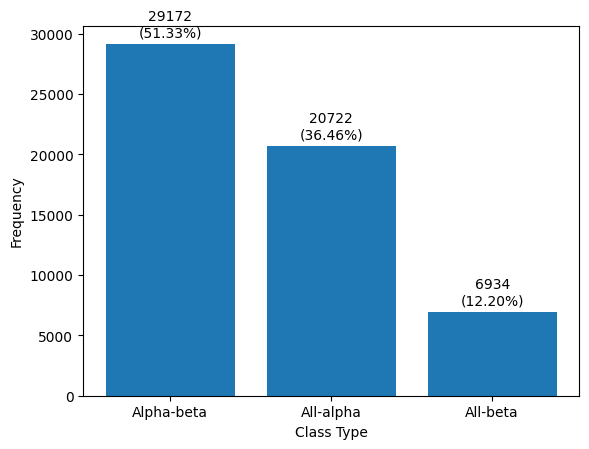 29172
(51.33%)
20722
(36.46%)
6934
(12.20%)
30000
25000
20000
15000
10000
5000
0
Frequency
Alpha-beta
All-alpha
All-beta
Class Type